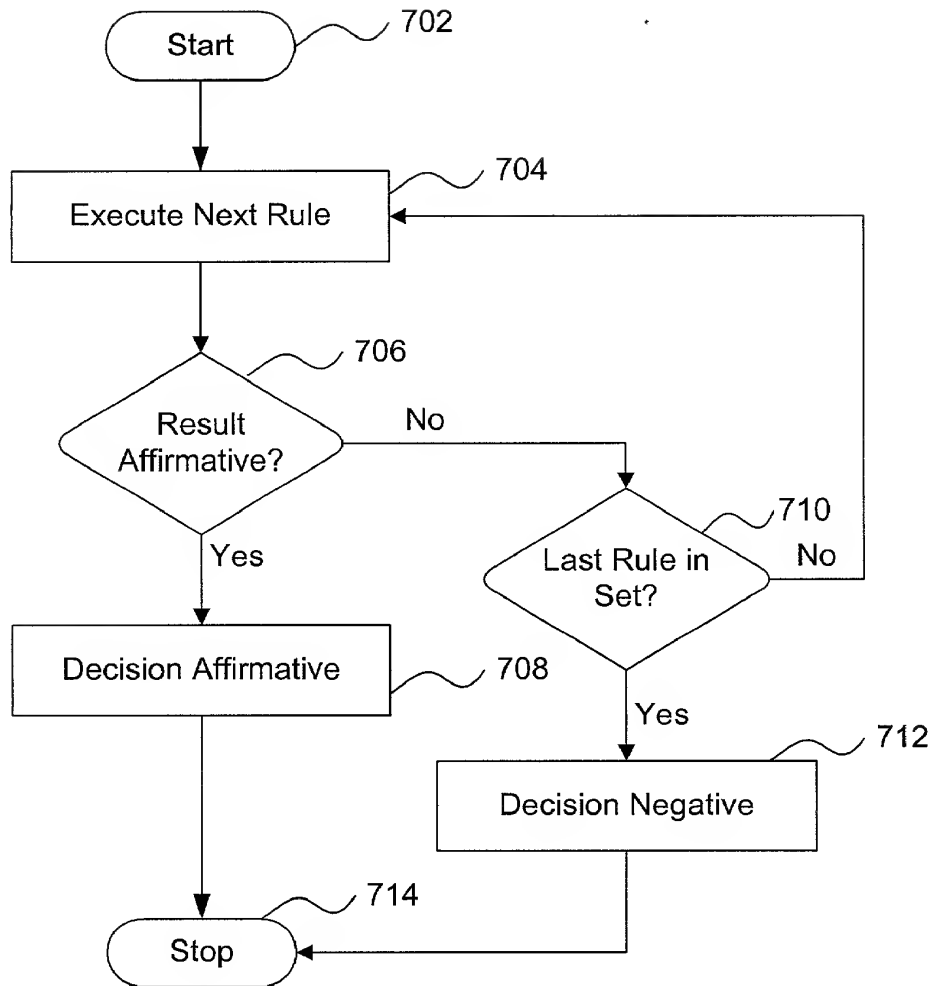 Start
702
Execute Next Rule
704
Result
Affirmative?
706
No
Yes
Last Rule in
Set?
710
No
Yes
Decision Affirmative
708
Decision Negative
712
Stop
714